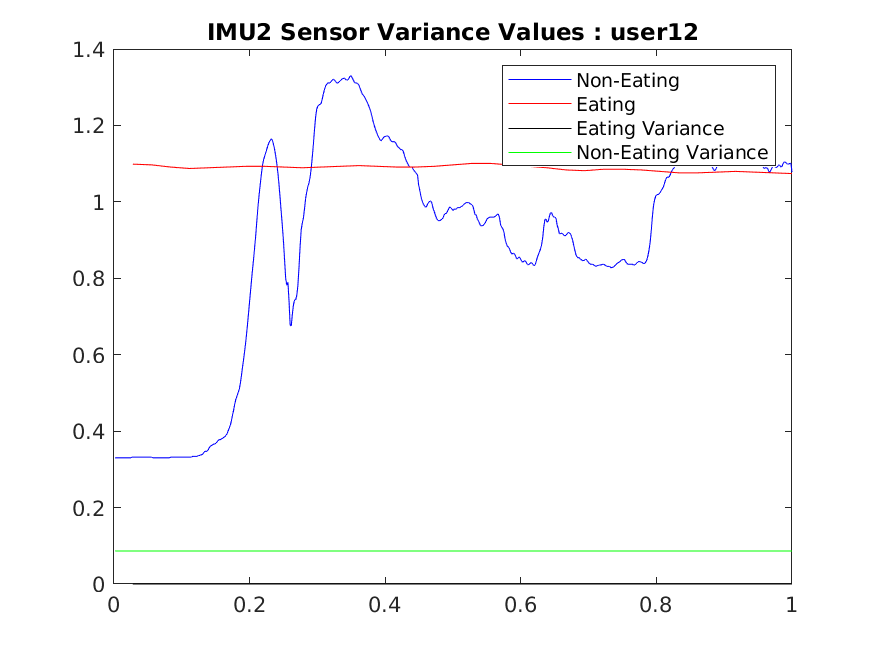 IMU2 Sensor Variance Values : user12
1.4
1.2
1
0.8
0.6
0.4
0.2
0
0 0.2 0.4 0.6 0.8 1
Non-Eating
Eating
Eating Variance
Non-Eating Variance